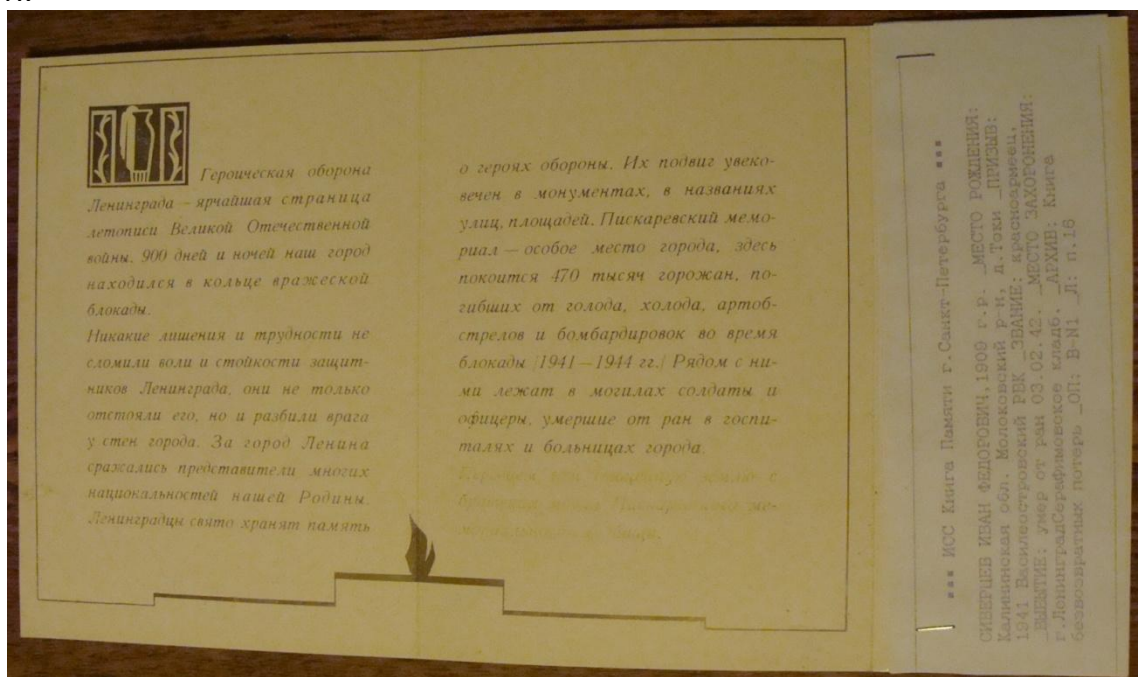 Героическая оборона
Ленинграда — ярчайшая страница
летописи Великой Отечественной
войны. 900 дней и ночей наш город
находился в кольце вражеской
блокады.
Никакие лишения и трудности не
сломили воли и стойкости защит-
ников Ленинграда, они не только
отстояли его, но и разбили врага
у стен города. За город Ленина
сражались представители многих
национальностей нашей Родины.
Ленинградцы свято хранят память
о героях обороны. Их подвиг увеко-
вечен в монументах, в названиях
улиц, площадей. Пискаревский мемо-
риал — особое место города, здесь
покоится 470 тысяч горожан, по-
гибших от голода, холода, артоб-
стрелов и бомбардировок во время
блокады /1941—1944 гг./ Рядом с ни-
ми лежат в могилах солдаты и
офицеры, умершие от ран в госпи-
талях и больницах города.
землю с
*** ИСС Книга Памяти г.Санкт-Петербурга ***
СИВЕРЦЕВ ИВАН ФЕДОРОВИЧ,1909 г.р. _МЕСТО РОЖДЕНИЯ:
Калининская обл. Молоковский р-н, д.Токи _ПРИЗЫВ:
1941 Василеостровский РВК _ЗВАНИЕ: красноармеец,
_ВЫБЫТИЕ: умер от ран 03.02.42. _МЕСТО ЗАХОРОНЕНИЯ:
г.ЛенинградСерафимовское кладб. _АРХИВ: Книга
безвозвратных потерь _ОП: В-N1 _Л: п.16